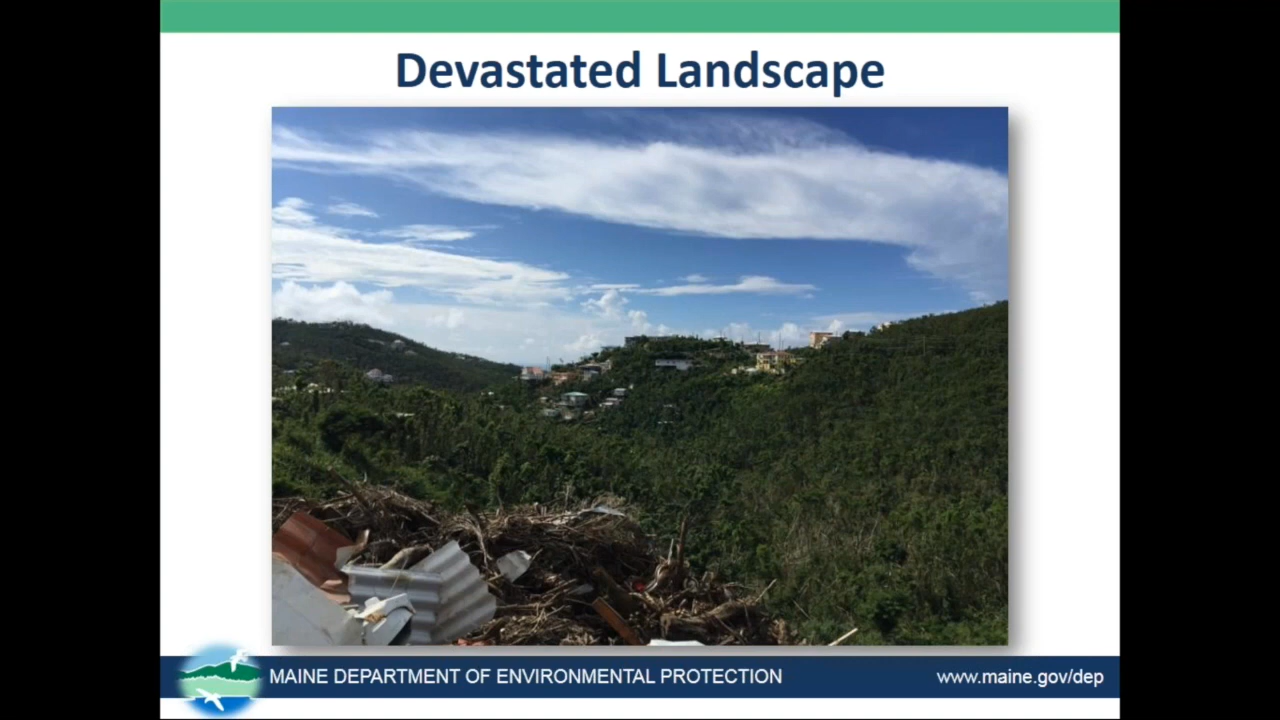 Devastated Landscape
MAINE DEPARTMENT OF ENVIRONMENTAL PROTECTION
www.maine.gov/dep